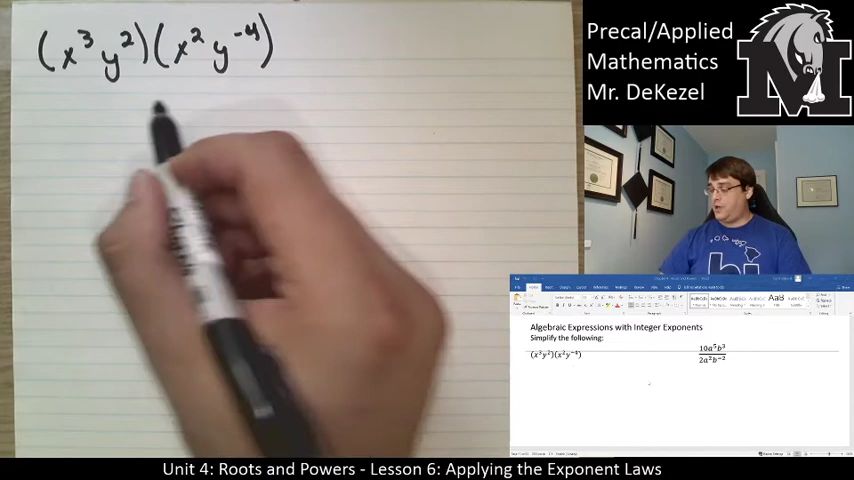 (x³y²)(x²y⁻⁴)
Precal/Applied
Mathematics
Mr. DeKezel
M
Algebraic Expressions with Integer Exponents
Simplify the following:
(x³y²)(x²y⁻⁴)
10a⁵b³
2a²b⁻²
Unit 4: Roots and Powers - Lesson 6: Applying the Exponent Laws